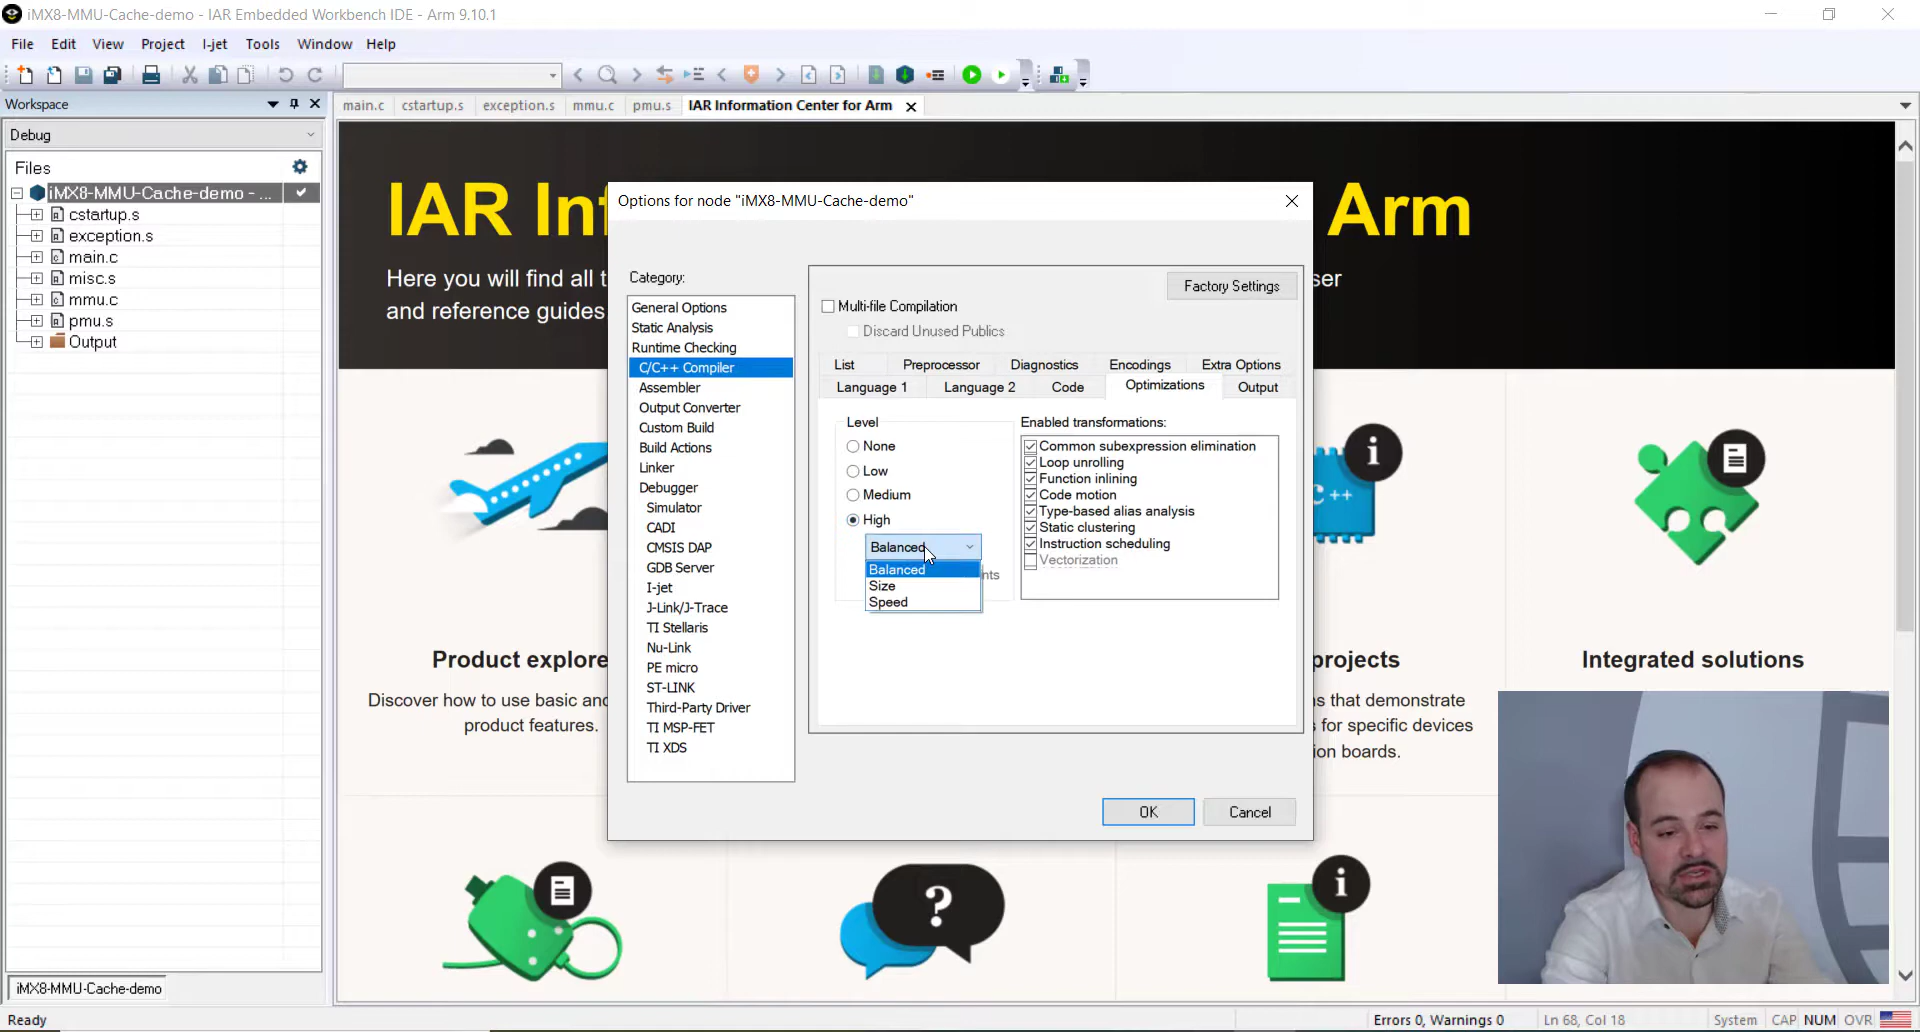 iMX8-MMU-Cache-demo - IAR Embedded Workbench IDE - Arm 9.10.1
File Edit View Project I-jet Tools Window Help
Workspace
main.c cstartup.s exception.s mmu.c pmu.s IAR Information Center for Arm
Debug
Files
iMX8-MMU-Cache-demo - ...
cstartup.s
exception.s
main.c
misc.s
mmu.c
pmu.s
Output
IAR Inf
Arm
Here you will find all t
ser
and reference guides
Options for node "iMX8-MMU-Cache-demo"
Category:
General Options
Static Analysis
Runtime Checking
C/C++ Compiler
Assembler
Output Converter
Custom Build
Build Actions
Linker
Debugger
Simulator
CADI
CMSIS DAP
GDB Server
I-jet
J-Link/J-Trace
TI Stellaris
Nu-Link
PE micro
ST-LINK
Third-Party Driver
TI MSP-FET
TI XDS
Factory Settings
Multi-file Compilation
Discard Unused Publics
List Preprocessor Diagnostics Encodings Extra Options
Language 1 Language 2 Code Optimizations Output
Level
None
Low
Medium
High
Balanced
Balanced
Size
Speed
nts
Enabled transformations:
Common subexpression elimination
Loop unrolling
Function inlining
Code motion
Type-based alias analysis
Static clustering
Instruction scheduling
Vectorization
OK Cancel
i
C++
Product explore
Discover how to use basic and
product features.
projects
s that demonstrate
s for specific devices
ion boards.
Integrated solutions
?
i
iMX8-MMU-Cache-demo
Ready
Errors 0, Warnings 0 Ln 68, Col 18 System CAP NUM OVR